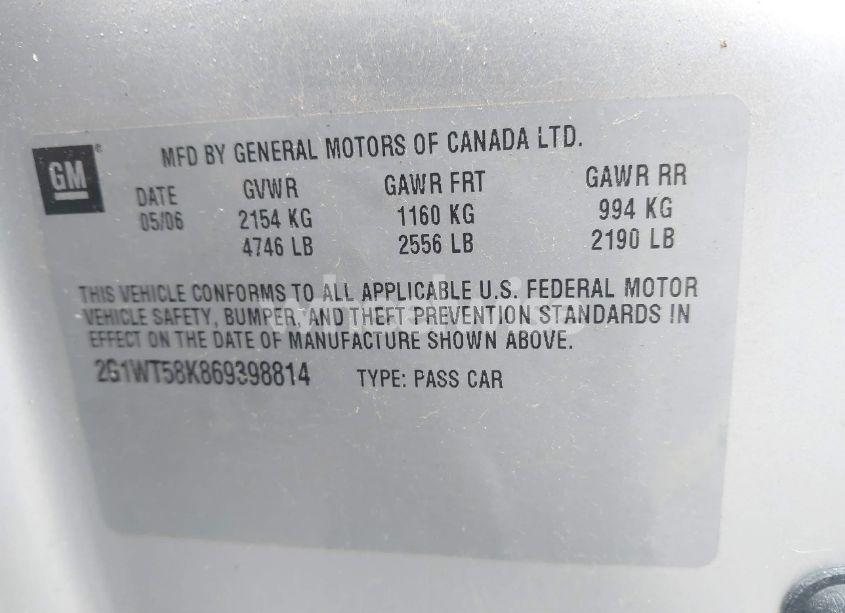 GM
MFD BY GENERAL MOTORS OF CANADA LTD.
DATE GVWR GAWR FRT GAWR RR
05/06 2154 KG 1160 KG 994 KG
4746 LB 2556 LB 2190 LB
THIS VEHICLE CONFORMS TO ALL APPLICABLE U.S. FEDERAL MOTOR
VEHICLE SAFETY, BUMPER, AND THEFT PREVENTION STANDARDS IN
EFFECT ON THE DATE OF MANUFACTURE SHOWN ABOVE.
2G1WT58K869398814 TYPE: PASS CAR